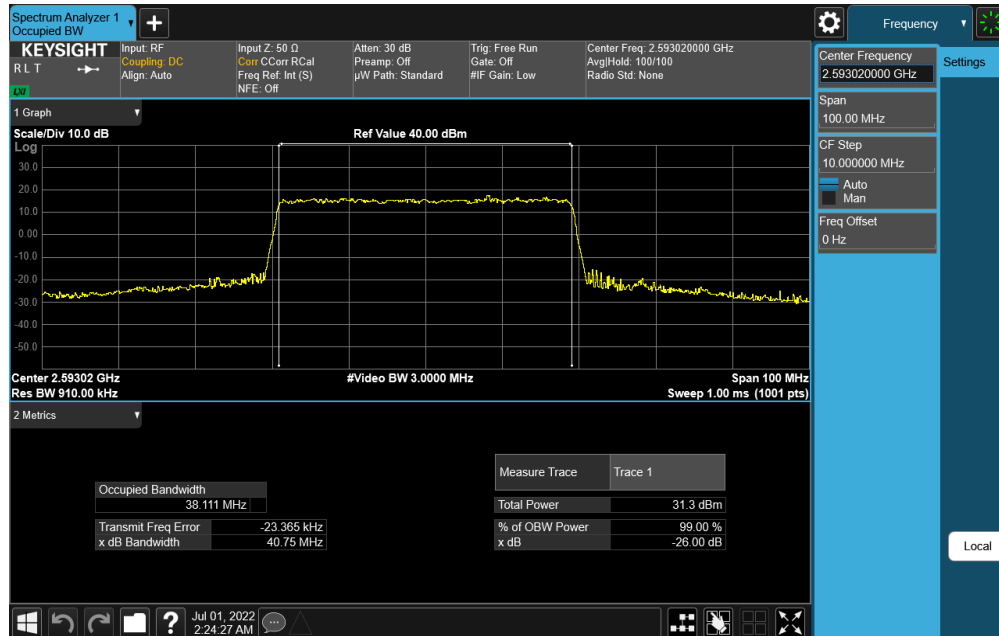 Spectrum Analyzer 1
Occupied BW
Frequency
KEYSIGHT
R L T
LXI
Input: RF
Coupling: DC
Align: Auto
Input Z: 50 Ω
Corr CCorr RCal
Freq Ref: Int (S)
NFE: Off
Atten: 30 dB
Preamp: Off
µW Path: Standard
Trig: Free Run
Gate: Off
#IF Gain: Low
Center Freq: 2.593020000 GHz
Avg|Hold: 100/100
Radio Std: None
Center Frequency
2.593020000 GHz
Settings
Span
100.00 MHz
CF Step
10.000000 MHz
Auto
Man
Freq Offset
0 Hz
1 Graph
Scale/Div 10.0 dB
Ref Value 40.00 dBm
Log
30.0
20.0
10.0
0.00
-10.0
-20.0
-30.0
-40.0
-50.0
Center 2.59302 GHz
#Video BW 3.0000 MHz
Span 100 MHz
Res BW 910.00 kHz
Sweep 1.00 ms (1001 pts)
2 Metrics
Measure Trace
Trace 1
Occupied Bandwidth
38.111 MHz
Total Power
31.3 dBm
Transmit Freq Error
-23.365 kHz
% of OBW Power
99.00 %
x dB Bandwidth
40.75 MHz
x dB
-26.00 dB
Local
?
Jul 01, 2022
2:24:27 AM